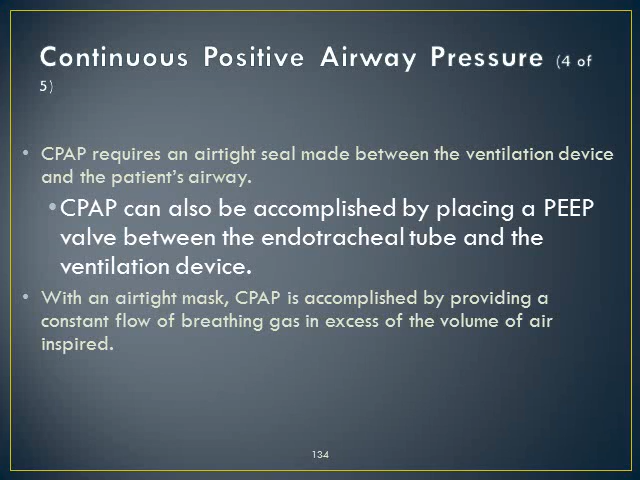 Continuous Positive Airway Pressure (4 of
5)
• CPAP requires an airtight seal made between the ventilation device
and the patient's airway.
•CPAP can also be accomplished by placing a PEEP
valve between the endotracheal tube and the
ventilation device.
• With an airtight mask, CPAP is accomplished by providing a
constant flow of breathing gas in excess of the volume of air
inspired.
134